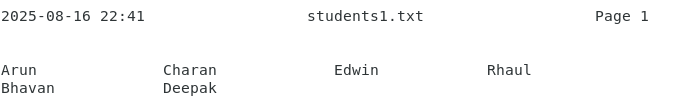 2025-08-16 22:41 students1.txt Page 1
Arun Charan Edwin Rhaul
Bhavan Deepak